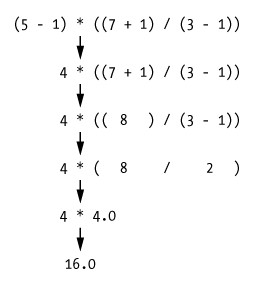 (5 - 1) * ((7 + 1) / (3 - 1))
4 * ((7 + 1) / (3 - 1))
4 * (( 8 ) / (3 - 1))
4 * ( 8 / 2 )
4 * 4.0
16.0